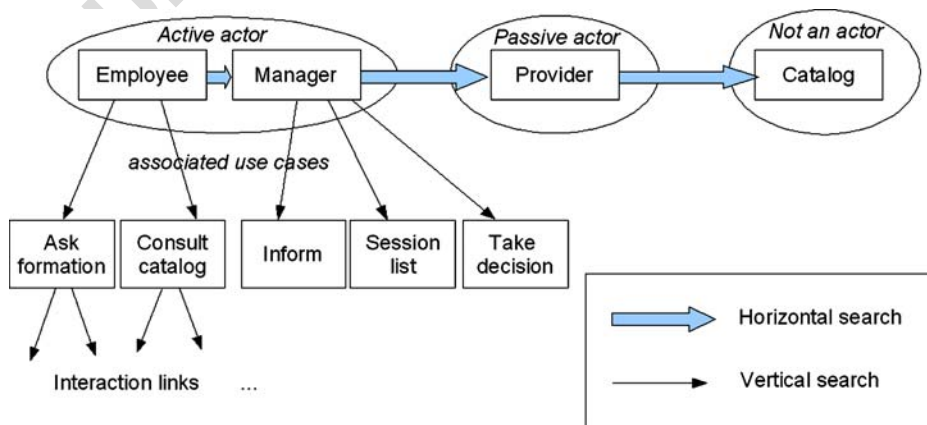 Active actor
Passive actor
Not an actor
Employee
Manager
Provider
Catalog
associated use cases
Ask
formation
Consult
catalog
Inform
Session
list
Take
decision
Interaction links ...
Horizontal search
Vertical search